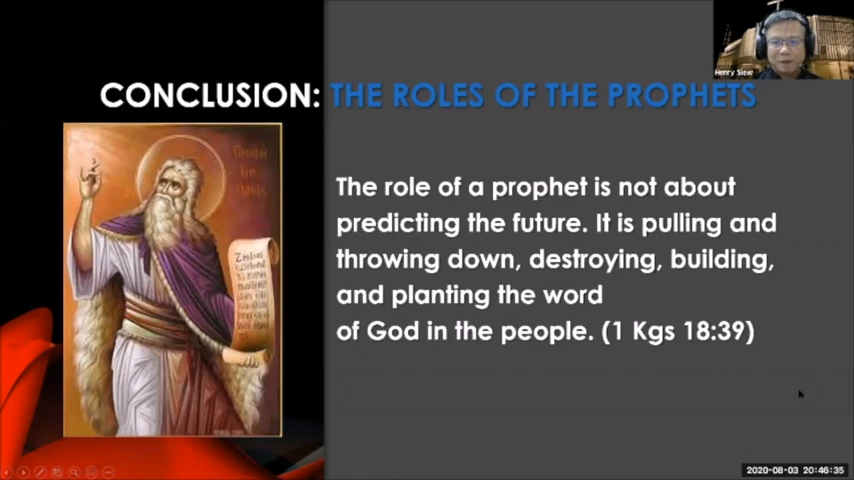 Henry Siew
CONCLUSION: THE ROLES OF THE PROPHETS
The role of a prophet is not about
predicting the future. It is pulling and
throwing down, destroying, building,
and planting the word
of God in the people. (1 Kgs 18:39)
2020-08-03 20:46:35